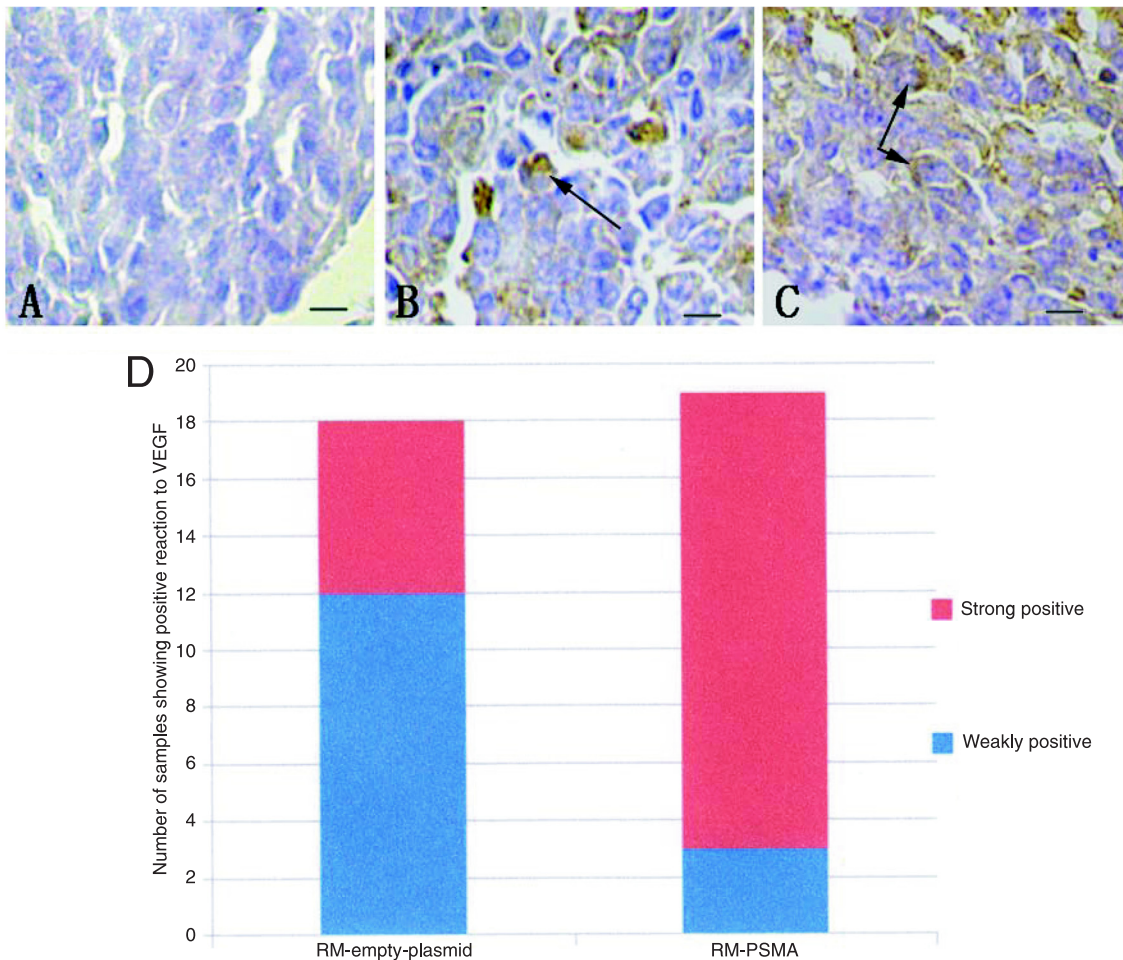 A
B
C
D
Number of samples showing positive reaction to VEGF
20
18
16
14
12
10
8
6
4
2
0
RM-empty-plasmid
RM-PSMA
Strong positive
Weakly positive